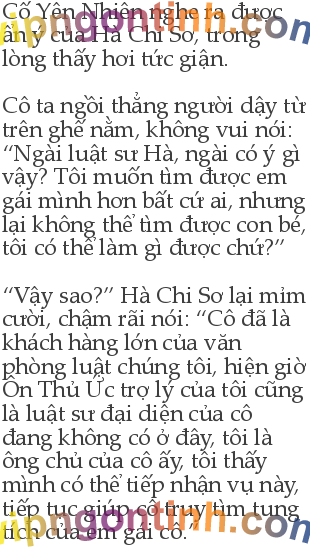 Cố Yên Nhiên nghe ra được
ẩn ý của Hà Chi Sơ, trong
lòng thấy hơi tức giận.
Cô ta ngồi thẳng người dậy từ
trên ghế nằm, không vui nói:
“Ngài luật sư Hà, ngài có ý gì
vậy? Tôi muốn tìm được em
gái mình hơn bất cứ ai, nhưng
lại không thể tìm được con bé,
tôi có thể làm gì được chứ?”
“Vậy sao?” Hà Chi Sơ lại mỉm
cười, chậm rãi nói: “Cô đã là
khách hàng lớn của văn
phòng luật chúng tôi, hiện giờ
Ôn Thủ Ức trợ lý của tôi cũng
là luật sư đại diện của cô
đang không có ở đây, tôi là
ông chủ của cô ấy, tôi thấy
mình có thể tiếp nhận vụ này,
tiếp tục giúp cô truy tìm tung
tích của em gái cô.”
vipngontinh.com
vipngontinh.com